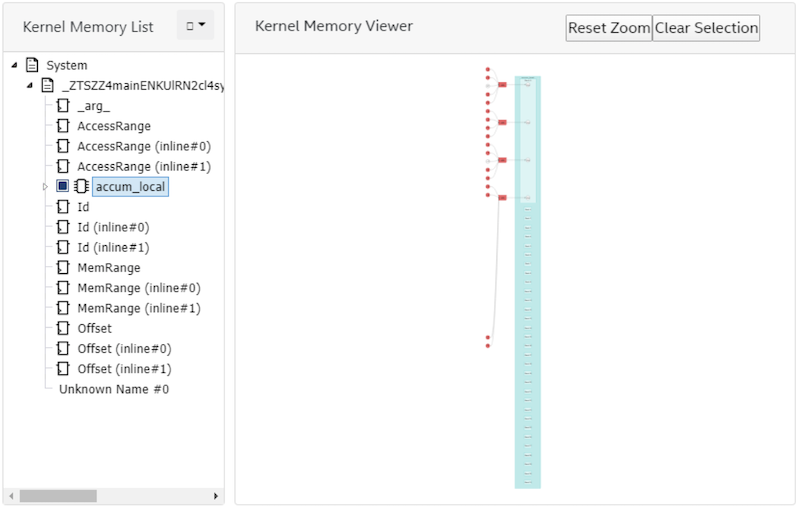 Kernel Memory List
System
_ZTSZZ4mainENKUlRN2cl4sy
_arg_
AccessRange
AccessRange (inline#0)
AccessRange (inline#1)
accum_local
Id
Id (inline#0)
Id (inline#1)
MemRange
MemRange (inline#0)
MemRange (inline#1)
Offset
Offset (inline#0)
Offset (inline#1)
Unknown Name #0
Kernel Memory Viewer
Reset Zoom
Clear Selection